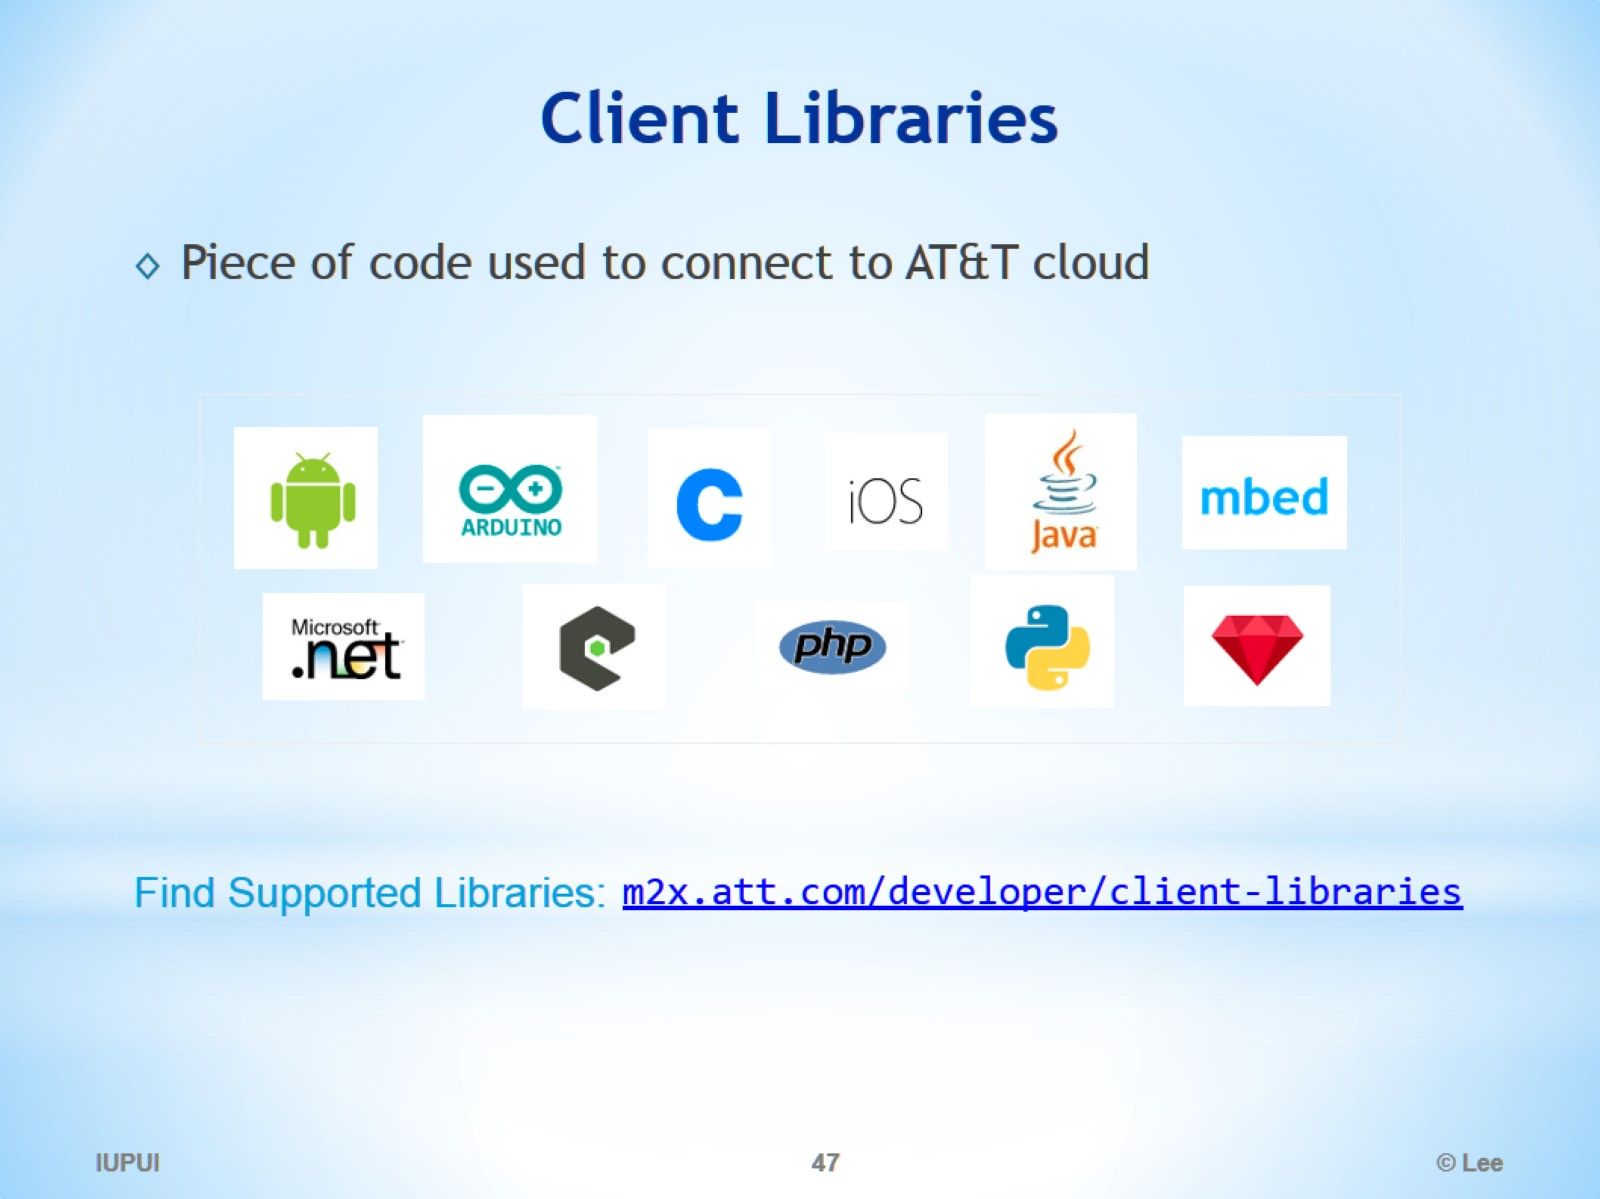 Client Libraries
◇ Piece of code used to connect to AT&T cloud
ARDUINO
C
iOS
Java
mbed
Microsoft
.net
php
Find Supported Libraries: m2x.att.com/developer/client-libraries
IUPUI
47
© Lee